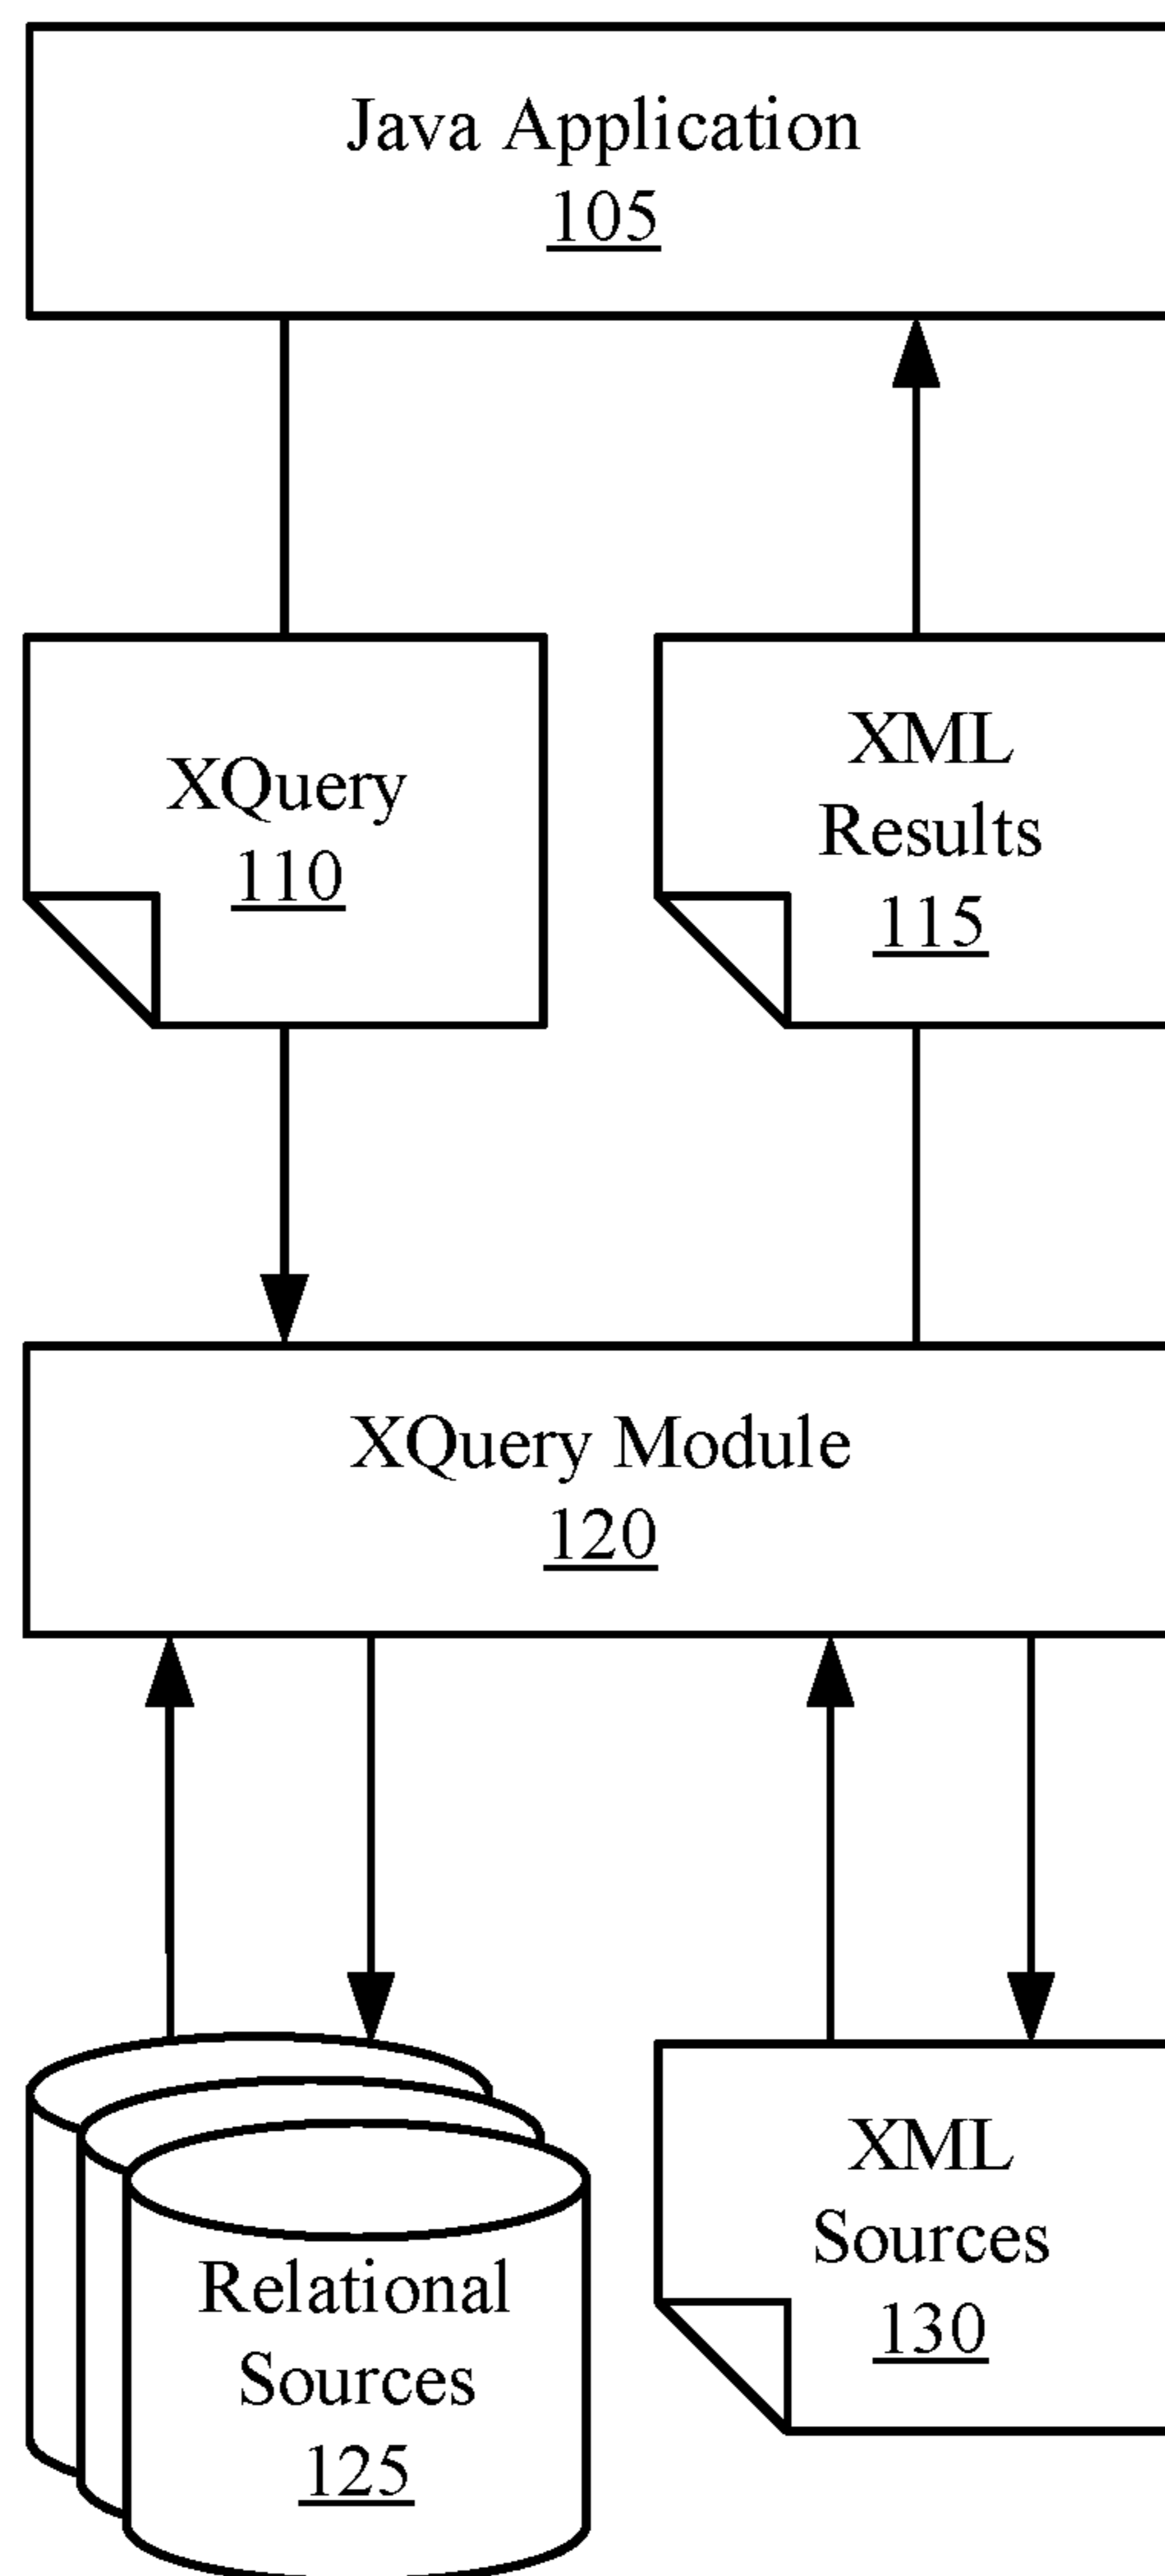 Java Application
105
XQuery
110
XML
Results
115
XQuery Module
120
Relational
Sources
125
XML
Sources
130